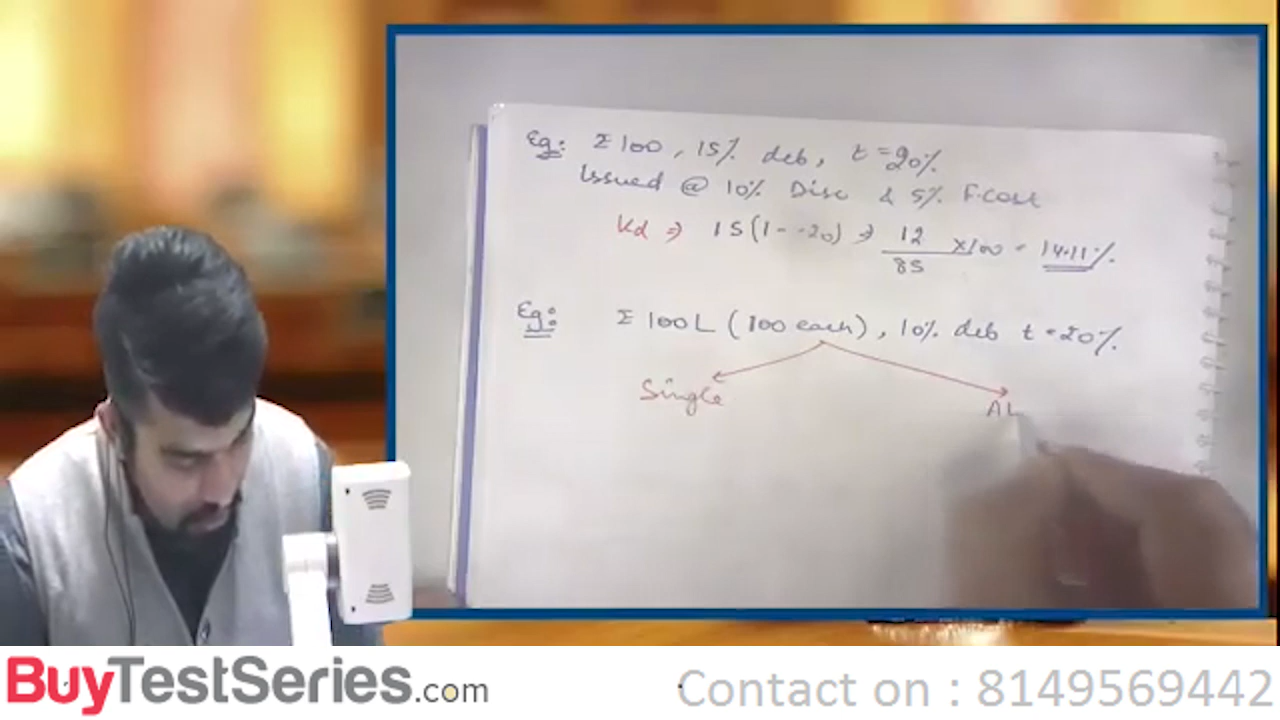 Eg: ₹ 100, 15% deb, t = 20%
Issued @ 10% Disc & 5% F.cost
Kd ⇒ 15(1 - .20) ⇒ 12/85 × 100 = 14.11%.
Eg: ₹ 100L (100 each), 10% deb t = 20%.
Single AL
BuyTestSeries.com Contact on : 8149569442